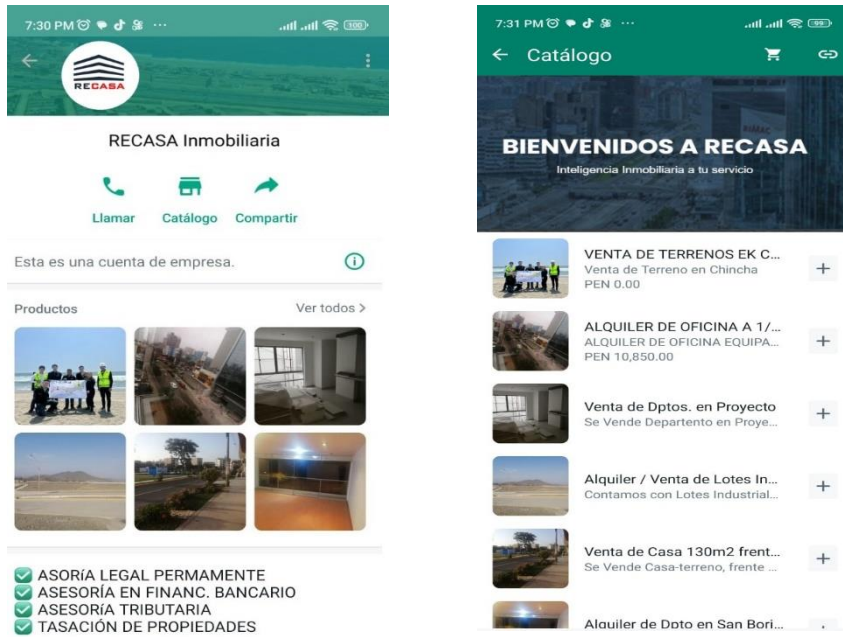 7:30 PM
100
RECASA
RECASA Inmobiliaria
Llamar Catálogo Compartir
Esta es una cuenta de empresa.
Productos Ver todos >
ASORíA LEGAL PERMAMENTE
ASESORíA EN FINANC. BANCARIO
ASESORíA TRIBUTARIA
TASACIÓN DE PROPIEDADES
7:31 PM
99
Catálogo
RIMAC
BIENVENIDOS A RECASA
Inteligencia Inmobiliaria a tu servicio
VENTA DE TERRENOS EK C...
Venta de Terreno en Chincha
PEN 0.00
ALQUILER DE OFICINA A 1/...
ALQUILER DE OFICINA EQUIPA...
PEN 10,850.00
Venta de Dptos. en Proyecto
Se Vende Departento en Proye...
Alquiler / Venta de Lotes In...
Contamos con Lotes Industrial...
Venta de Casa 130m2 frent...
Se Vende Casa-terreno, frente ...
Alquiler de Dpto en San Bori...